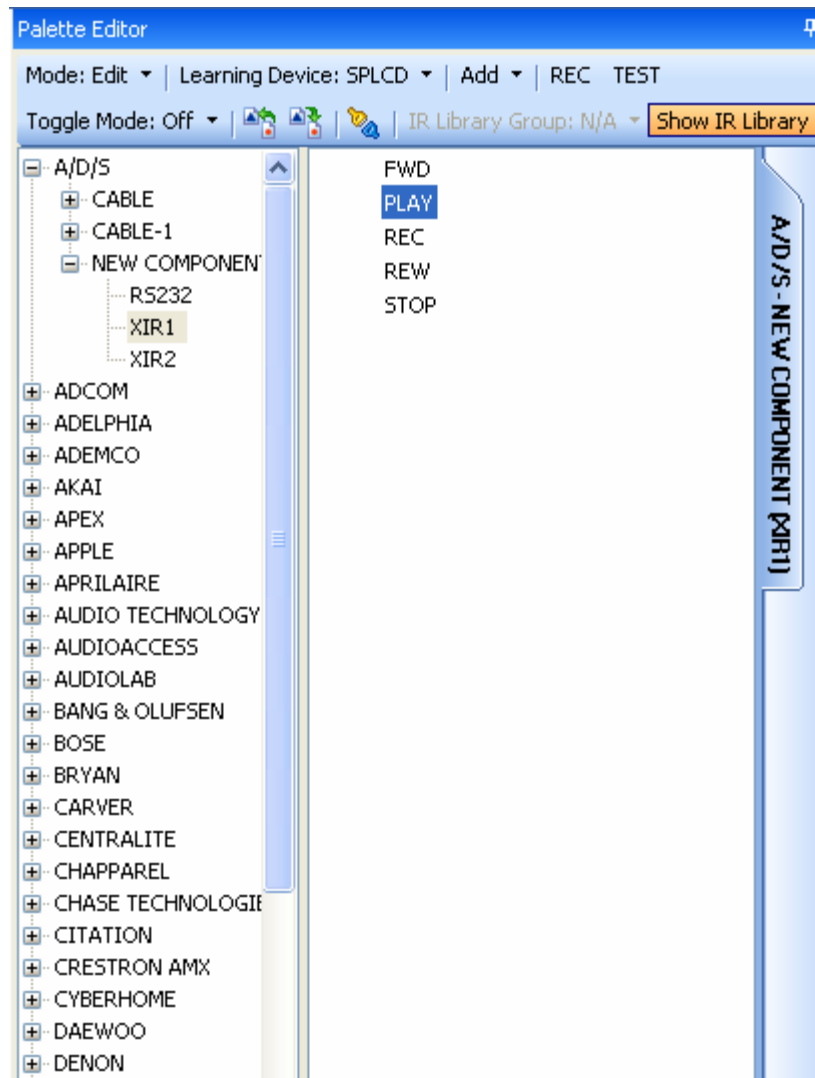 Palette Editor
Mode: Edit | Learning Device: SPLCD | Add | REC TEST
Toggle Mode: Off | IR Library Group: N/A Show IR Library
A/D/S
CABLE
CABLE-1
NEW COMPONEN
RS232
XIR1
XIR2
ADCOM
ADELPHIA
ADEMCO
AKAI
APEX
APPLE
APRILAIRE
AUDIO TECHNOLOGY
AUDIOACCESS
AUDIOLAB
BANG & OLUFSEN
BOSE
BRYAN
CARVER
CENTRALITE
CHAPPAREL
CHASE TECHNOLOGIE
CITATION
CRESTRON AMX
CYBERHOME
DAEWOO
DENON
FWD
PLAY
REC
REW
STOP
A/D/S - NEW COMPONENT (XIR1)